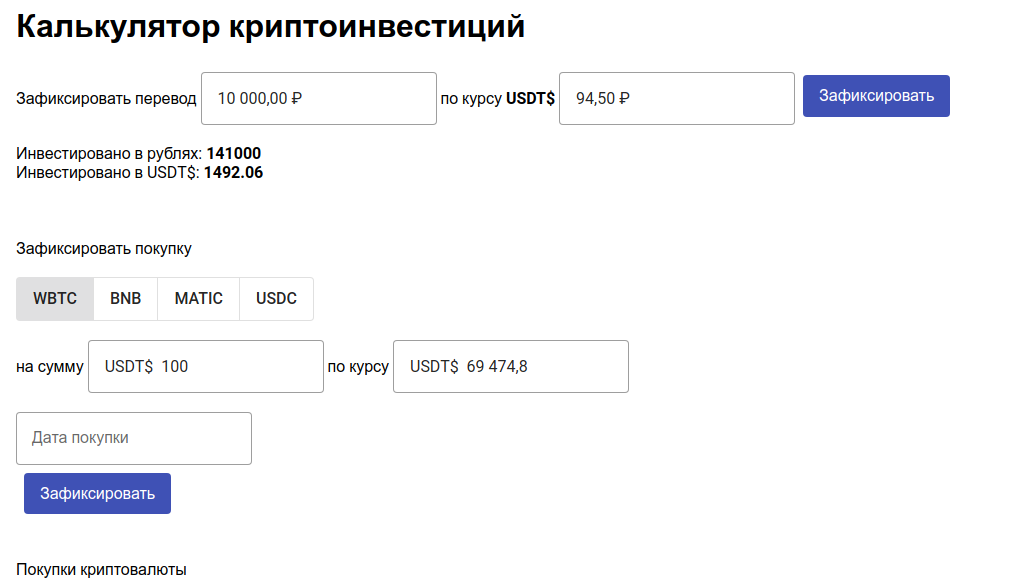 Калькулятор криптоинвестиций
Зафиксировать перевод 10 000,00 ₽ по курсу USDT$ 94,50 ₽ Зафиксировать
Инвестировано в рублях: 141000
Инвестировано в USDT$: 1492.06
Зафиксировать покупку
WBTC BNB MATIC USDC
на сумму USDT$ 100 по курсу USDT$ 69 474,8
Дата покупки
Зафиксировать
Покупки криптовалюты